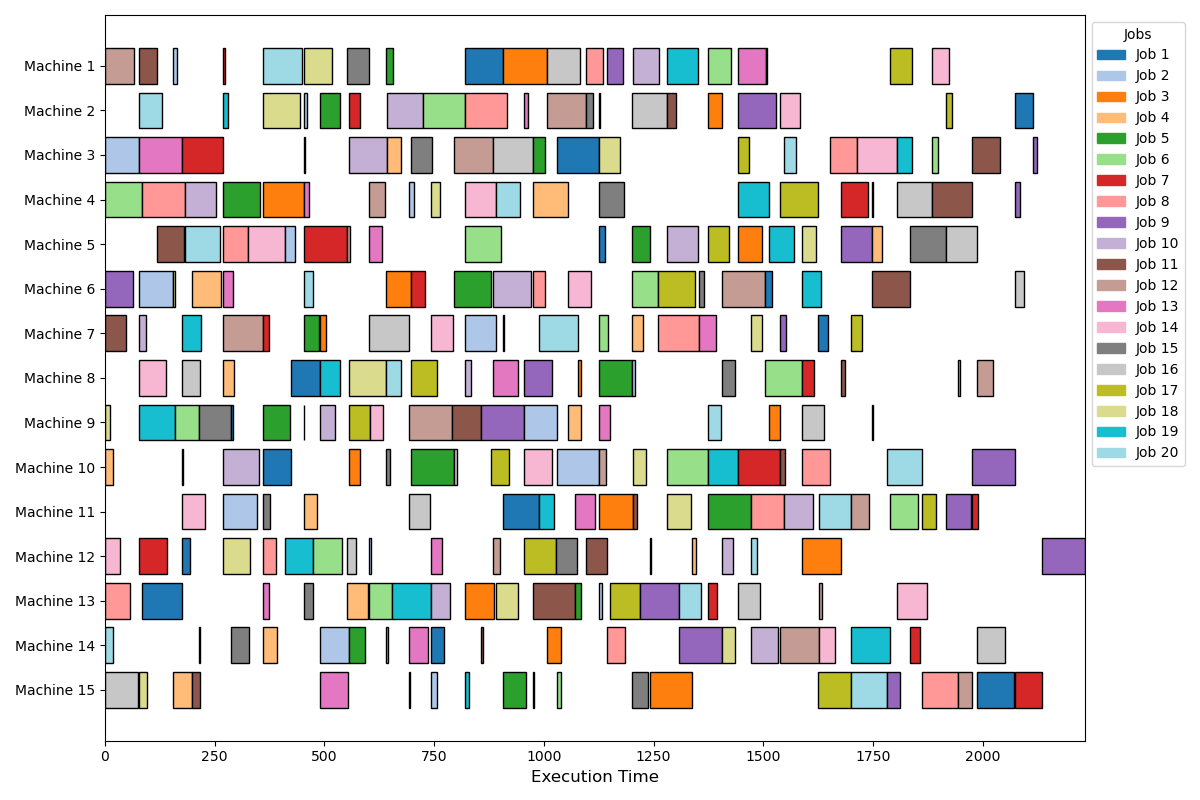 Machine 1
Machine 2
Machine 3
Machine 4
Machine 5
Machine 6
Machine 7
Machine 8
Machine 9
Machine 10
Machine 11
Machine 12
Machine 13
Machine 14
Machine 15
0 250 500 750 1000 1250 1500 1750 2000
Execution Time
Jobs
Job 1
Job 2
Job 3
Job 4
Job 5
Job 6
Job 7
Job 8
Job 9
Job 10
Job 11
Job 12
Job 13
Job 14
Job 15
Job 16
Job 17
Job 18
Job 19
Job 20